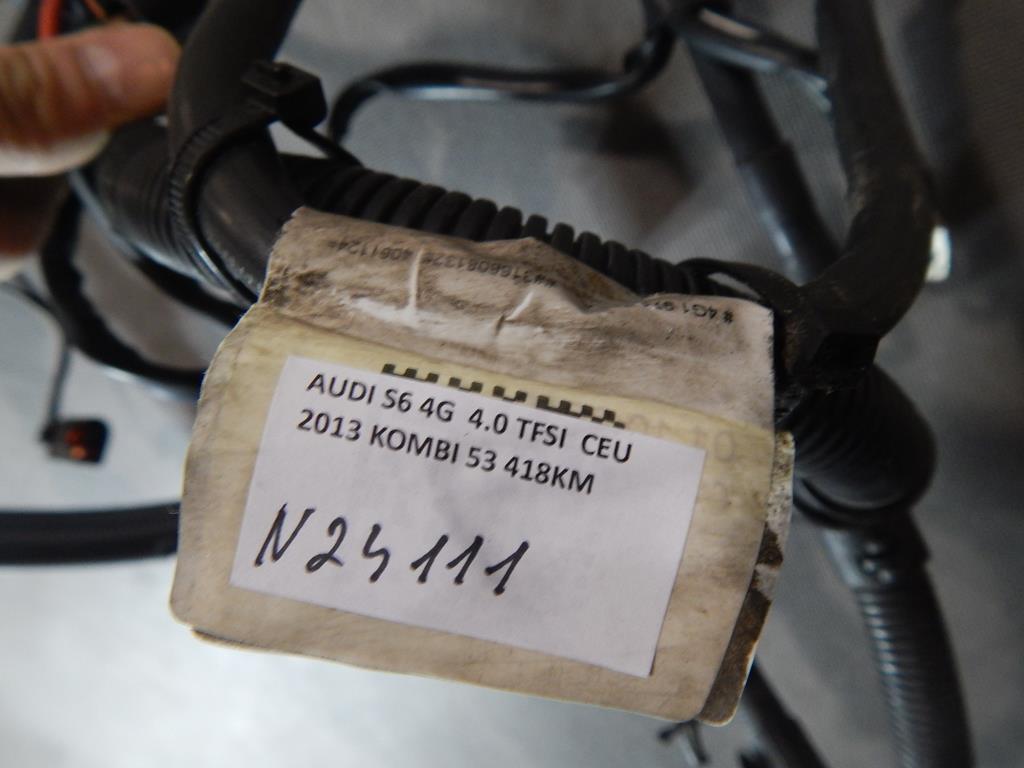 AUDI S6 4G 4.0 TFSI CEU
2013 KOMBI 53 418KM
N24111